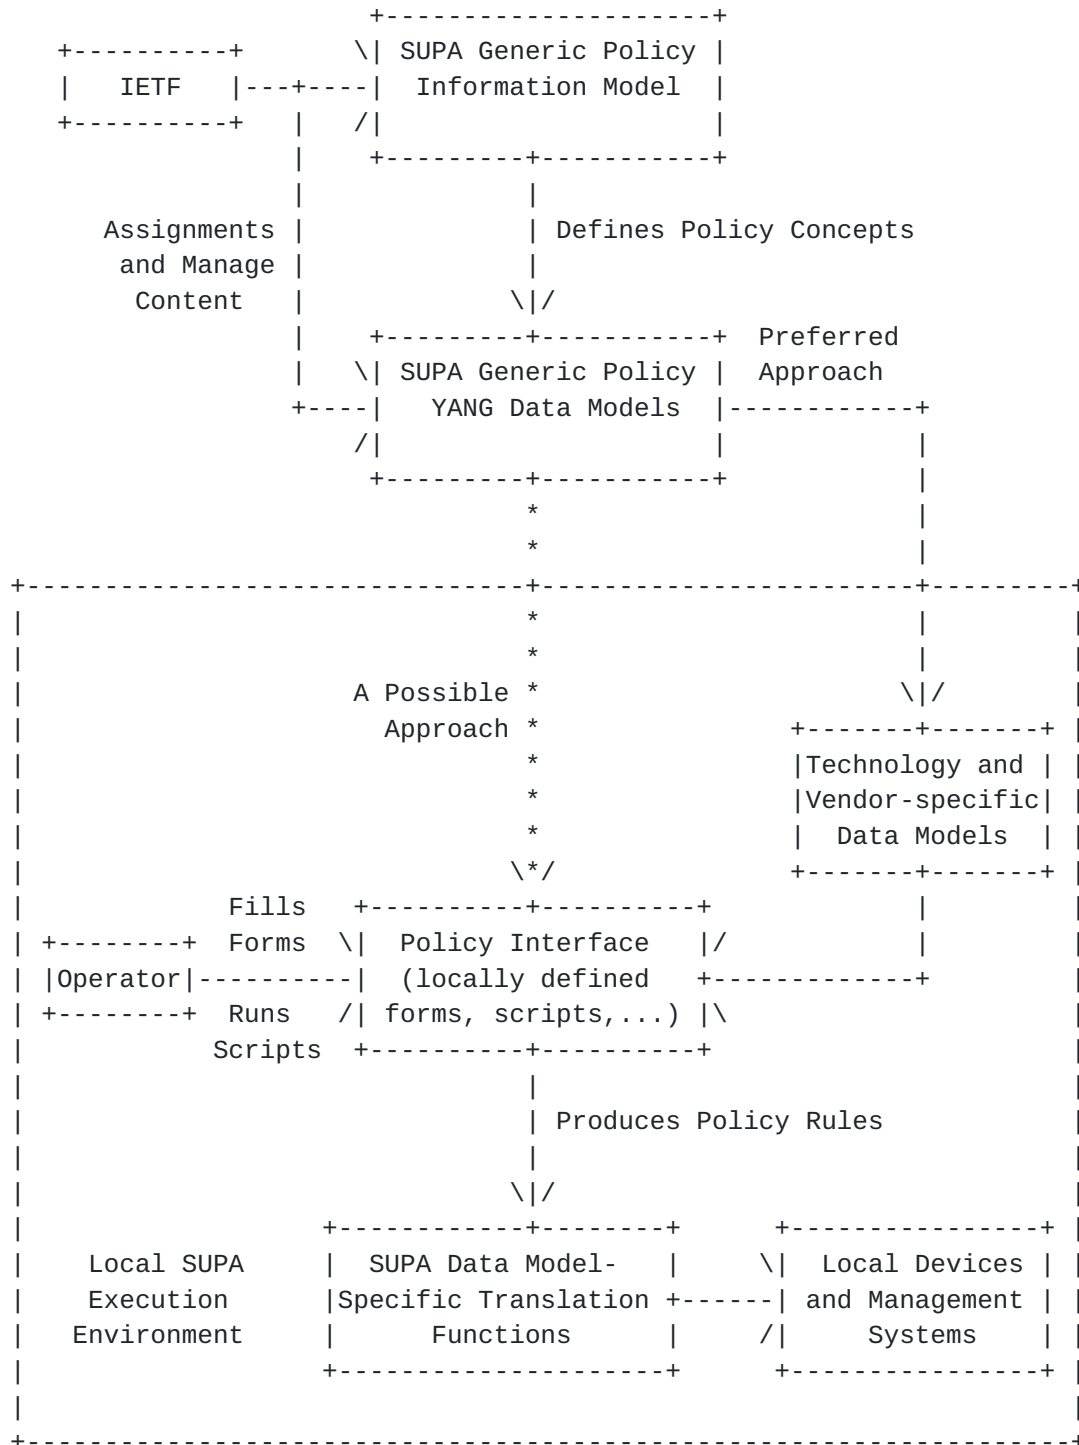 SUPA Generic Policy
IETF
Information Model
Assignments
Defines Policy Concepts
and Manage
Content
Preferred
SUPA Generic Policy
Approach
YANG Data Models
A Possible
Approach
Technology and
Vendor-specific
Data Models
Fills
Forms
Policy Interface
Operator
(locally defined
Runs
forms, scripts,...)
Scripts
Produces Policy Rules
Local SUPA
SUPA Data Model-
Local Devices
Execution
Specific Translation
and Management
Environment
Functions
Systems